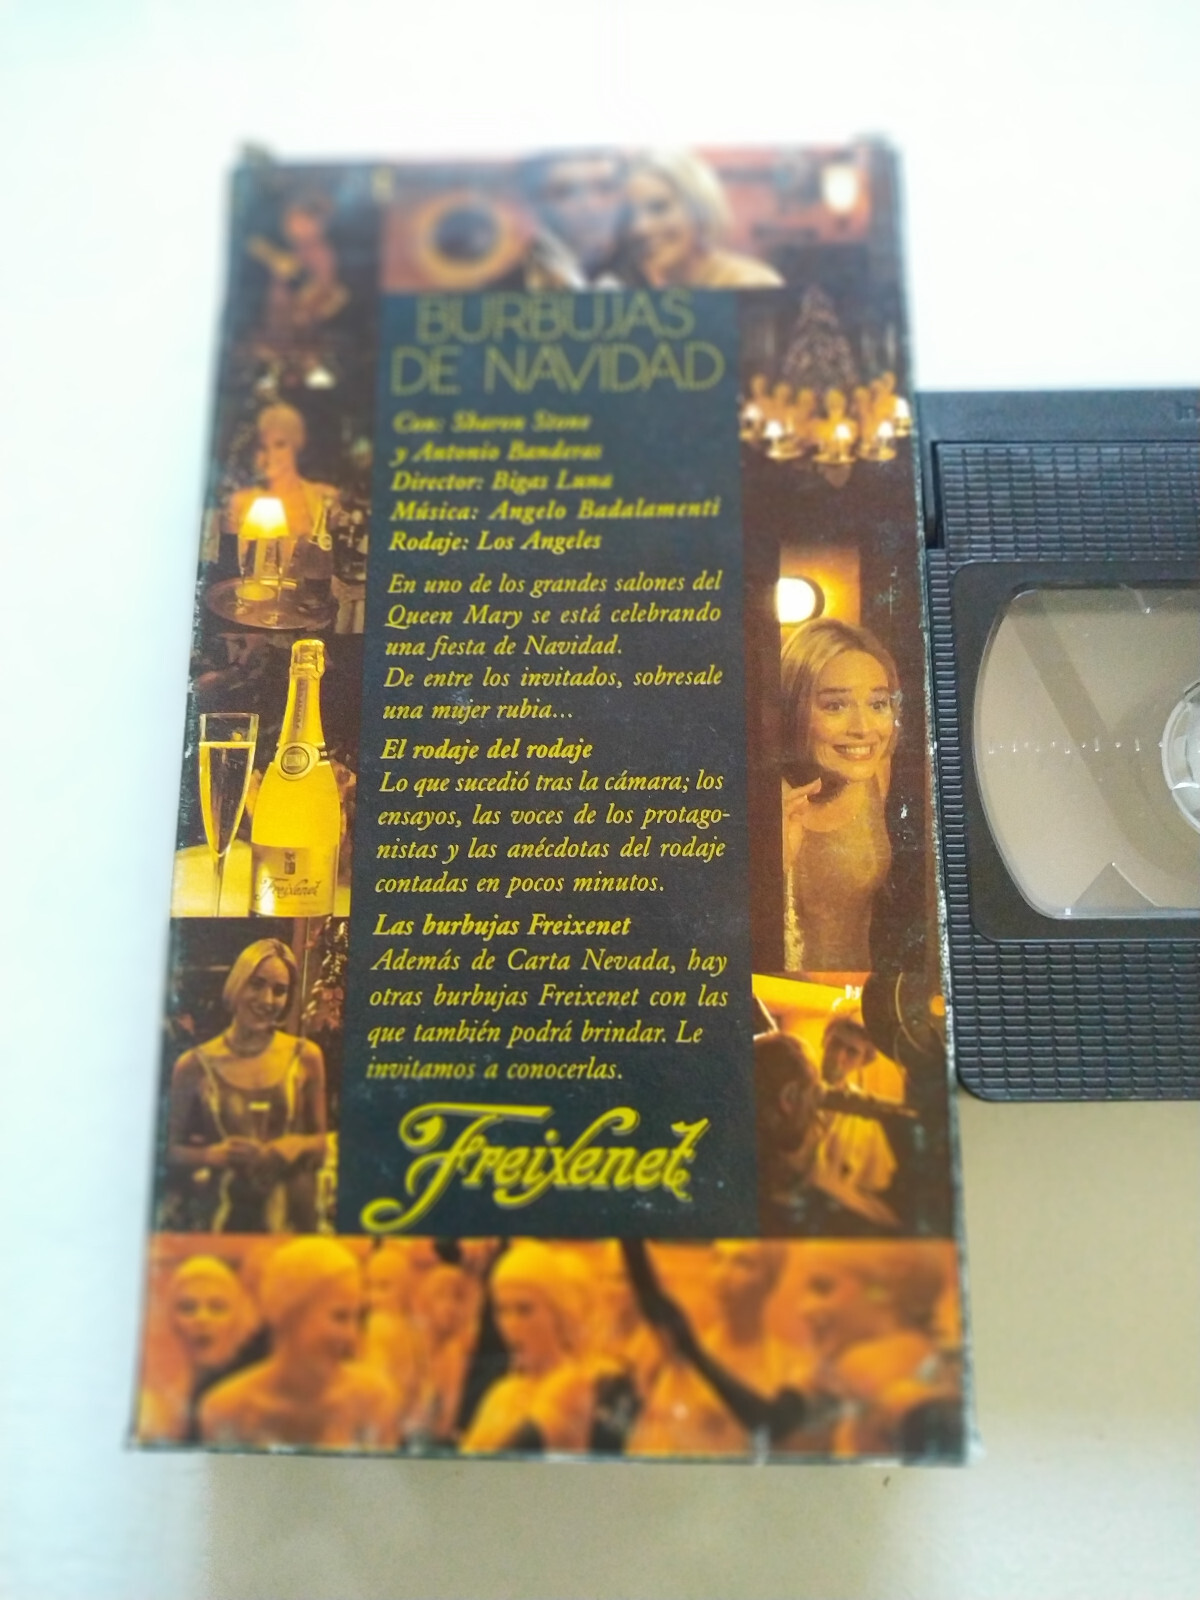 BURBUJAS
DE NAVIDAD
Con: Sharon Stone
y Antonio Banderas
Director: Bigas Luna
Música: Angelo Badalamenti
Rodaje: Los Angeles
En uno de los grandes salones del
Queen Mary se está celebrando
una fiesta de Navidad.
De entre los invitados, sobresale
una mujer rubia...
El rodaje del rodaje
Lo que sucedió tras la cámara; los
ensayos, las voces de los protago-
nistas y las anécdotas del rodaje
contadas en pocos minutos.
Las burbujas Freixenet
Además de Carta Nevada, hay
otras burbujas Freixenet con las
que también podrá brindar. Le
invitamos a conocerlas.
Freixenet
Freixenet